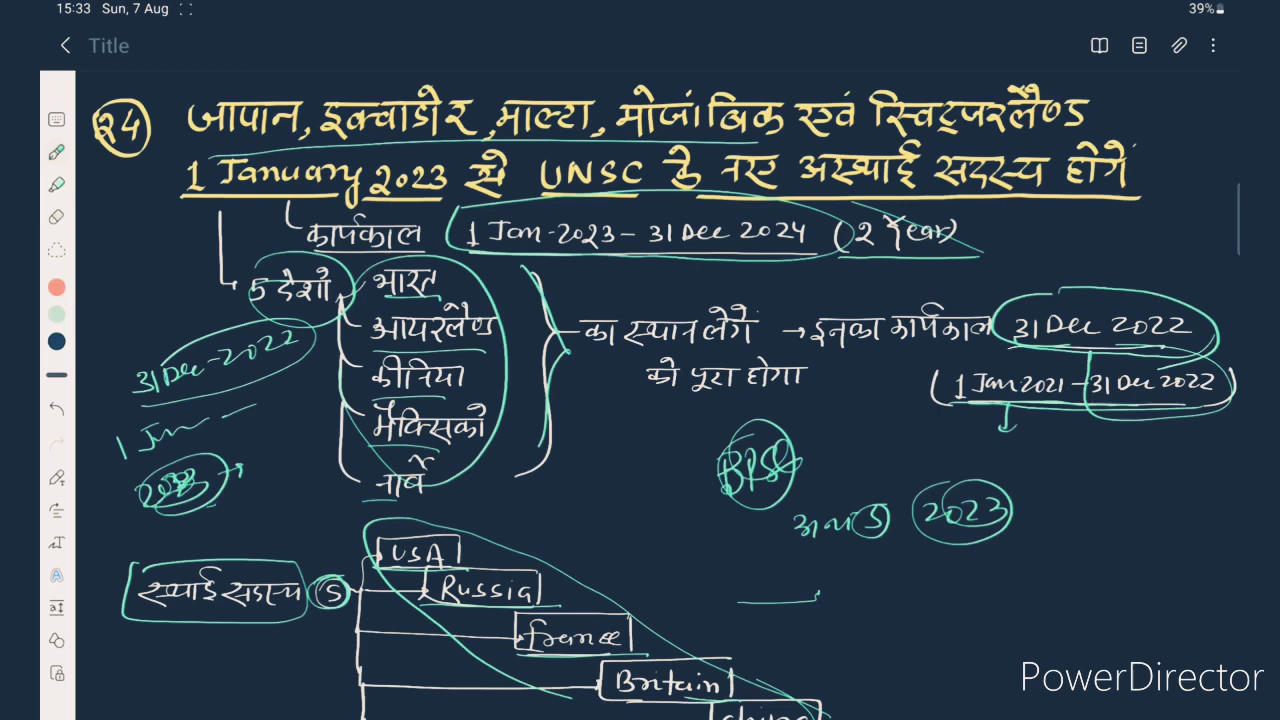 15:33 Sun, 7 Aug
39%
Title
24 जापान, इक्वाडोर, माल्टा, मोजांबिक एवं स्विट्जरलैण्ड
1 January 2023 से UNSC के नए अस्थाई सदस्य होगें
कार्यकाल 1 Jan-2023 - 31 Dec 2024 (2 Year)
5 देशों
भारत
आयरलैण्ड
कीनिया
मैक्सिको
नार्वे
का स्थान लेगें → इनका कार्यकाल 31 Dec 2022
को पूरा होगा
(1 Jan 2021 - 31 Dec 2022)
31 Dec-2022
1 Jan
BPSC
2023
स्थाई सदस्य 5
USA
Russia
france
Britain
china
PowerDirector